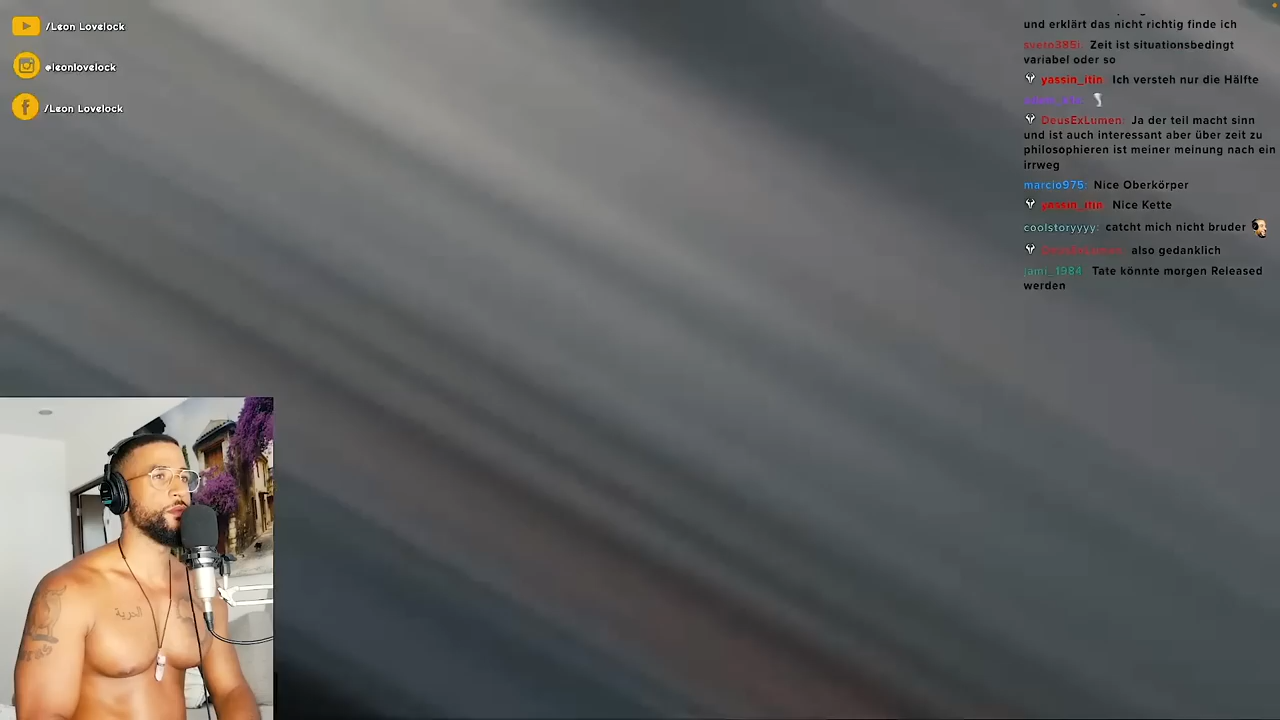 /Leon Lovelock
@leonlovelock
/Leon Lovelock
und erklärt das nicht richtig finde ich
sveto385i: Zeit ist situationsbedingt
variabel oder so
yassin_itin Ich versteh nur die Hälfte
DeusExLumen: Ja der teil macht sinn
und ist auch interessant aber über zeit zu
philosophieren ist meiner meinung nach ein
irrweg
marcio975: Nice Oberkörper
yassin_itin Nice Kette
coolstoryyyy: catcht mich nicht bruder
DeusExLumen: also gedanklich
jami_1984: Tate könnte morgen Released
werden